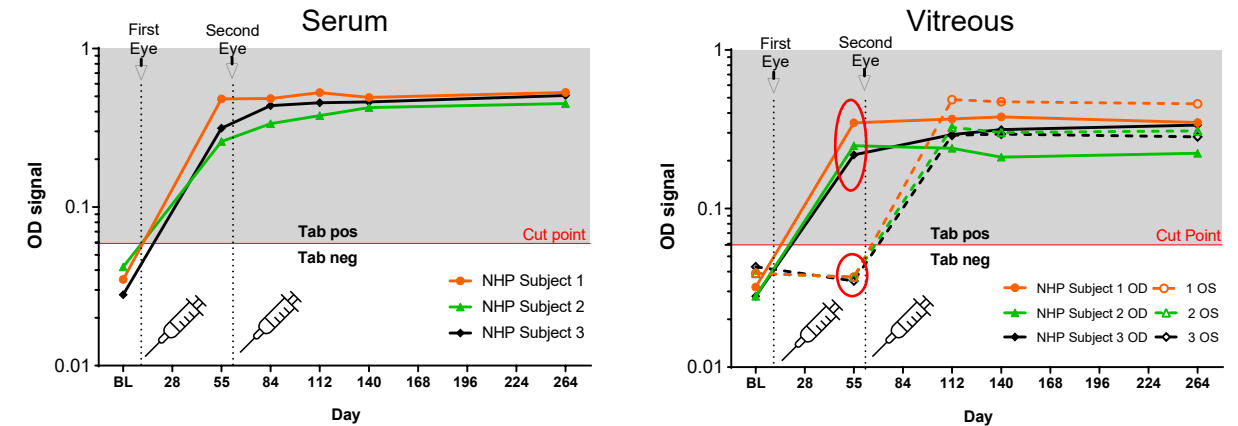 Serum
First
Eye
Second
Eye
1
0.1
0.01
OD signal
Tab pos
Cut point
Tab neg
NHP Subject 1
NHP Subject 2
NHP Subject 3
BL 28 55 84 112 140 168 196 224 264
Day
Vitreous
First
Eye
Second
Eye
1
0.1
0.01
OD signal
Tab pos
Cut Point
Tab neg
NHP Subject 1 OD 1 OS
NHP Subject 2 OD 2 OS
NHP Subject 3 OD 3 OS
BL 28 55 84 112 140 168 196 224 264
Day